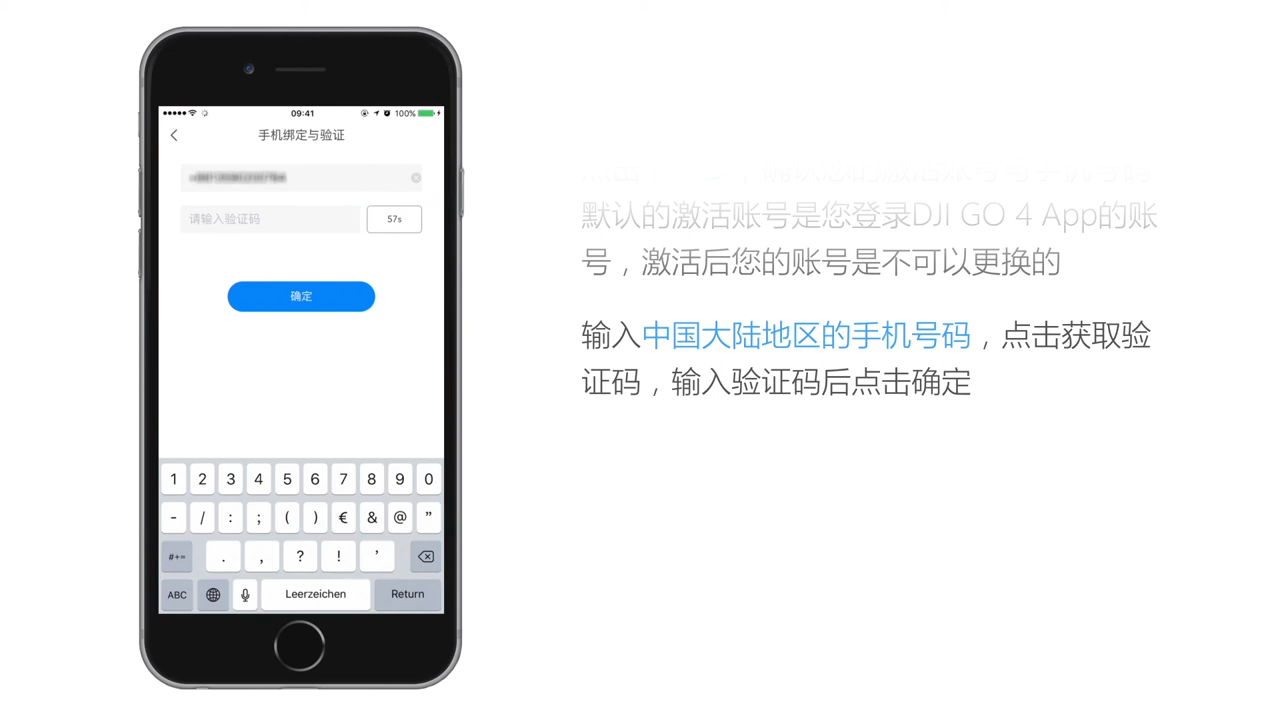 09:41
100%
手机绑定与验证
请输入验证码
57s
确定
1 2 3 4 5 6 7 8 9 0
- / : ; ( ) € & @ ”
#+= . , ? ! ’
ABC Leerzeichen Return
默认的激活账号是您登录DJI GO 4 App的账
号，激活后您的账号是不可以更换的
输入中国大陆地区的手机号码，点击获取验
证码，输入验证码后点击确定